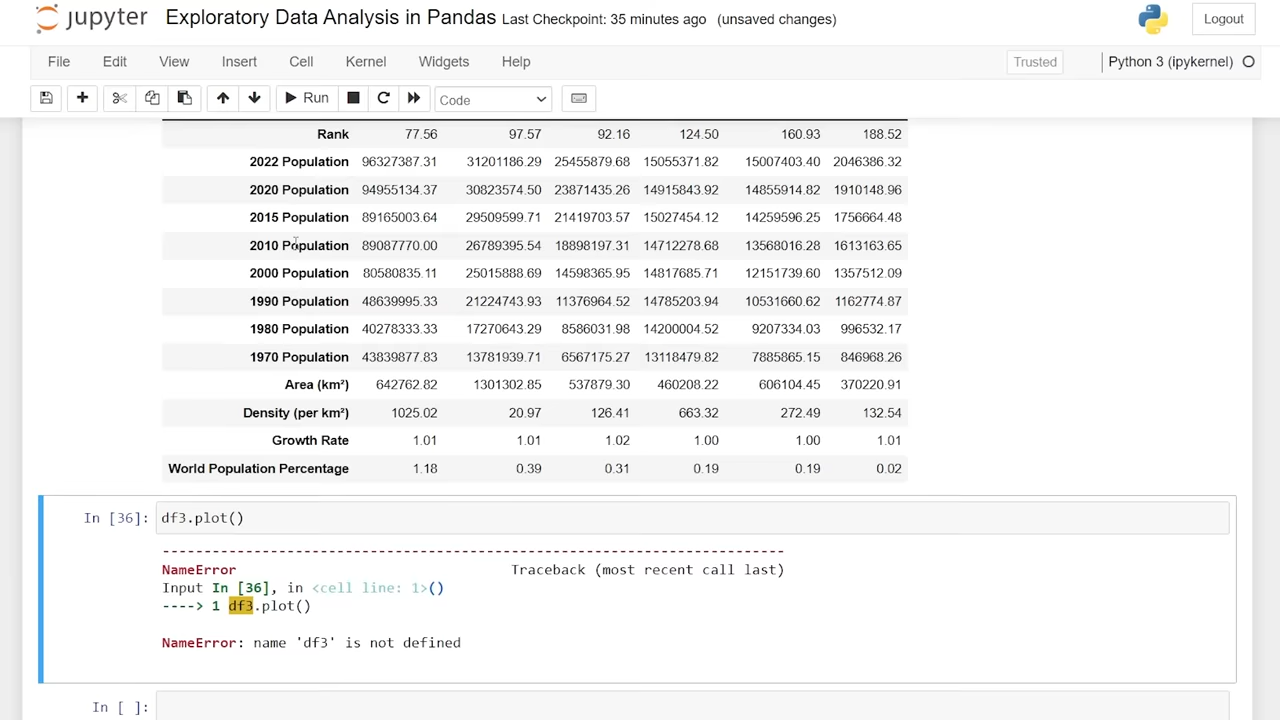 jupyter Exploratory Data Analysis in Pandas Last Checkpoint: 35 minutes ago (unsaved changes) Logout
File Edit View Insert Cell Kernel Widgets Help Trusted Python 3 (ipykernel)
Run Code
Rank 77.56 97.57 92.16 124.50 160.93 188.52
2022 Population 96327387.31 31201186.29 25455879.68 15055371.82 15007403.40 2046386.32
2020 Population 94955134.37 30823574.50 23871435.26 14915843.92 14855914.82 1910148.96
2015 Population 89165003.64 29509599.71 21419703.57 15027454.12 14259596.25 1756664.48
2010 Population 89087770.00 26789395.54 18898197.31 14712278.68 13568016.28 1613163.65
2000 Population 80580835.11 25015888.69 14598365.95 14817685.71 12151739.60 1357512.09
1990 Population 48639995.33 21224743.93 11376964.52 14785203.94 10531660.62 1162774.87
1980 Population 40278333.33 17270643.29 8586031.98 14200004.52 9207334.03 996532.17
1970 Population 43839877.83 13781939.71 6567175.27 13118479.82 7885865.15 846968.26
Area (km²) 642762.82 1301302.85 537879.30 460208.22 606104.45 370220.91
Density (per km²) 1025.02 20.97 126.41 663.32 272.49 132.54
Growth Rate 1.01 1.01 1.02 1.00 1.00 1.01
World Population Percentage 1.18 0.39 0.31 0.19 0.19 0.02
In [36]: df3.plot()
---------------------------------------------------------------------------
NameError Traceback (most recent call last)
Input In [36], in <cell line: 1>()
----> 1 df3.plot()
NameError: name 'df3' is not defined
In [ ]: